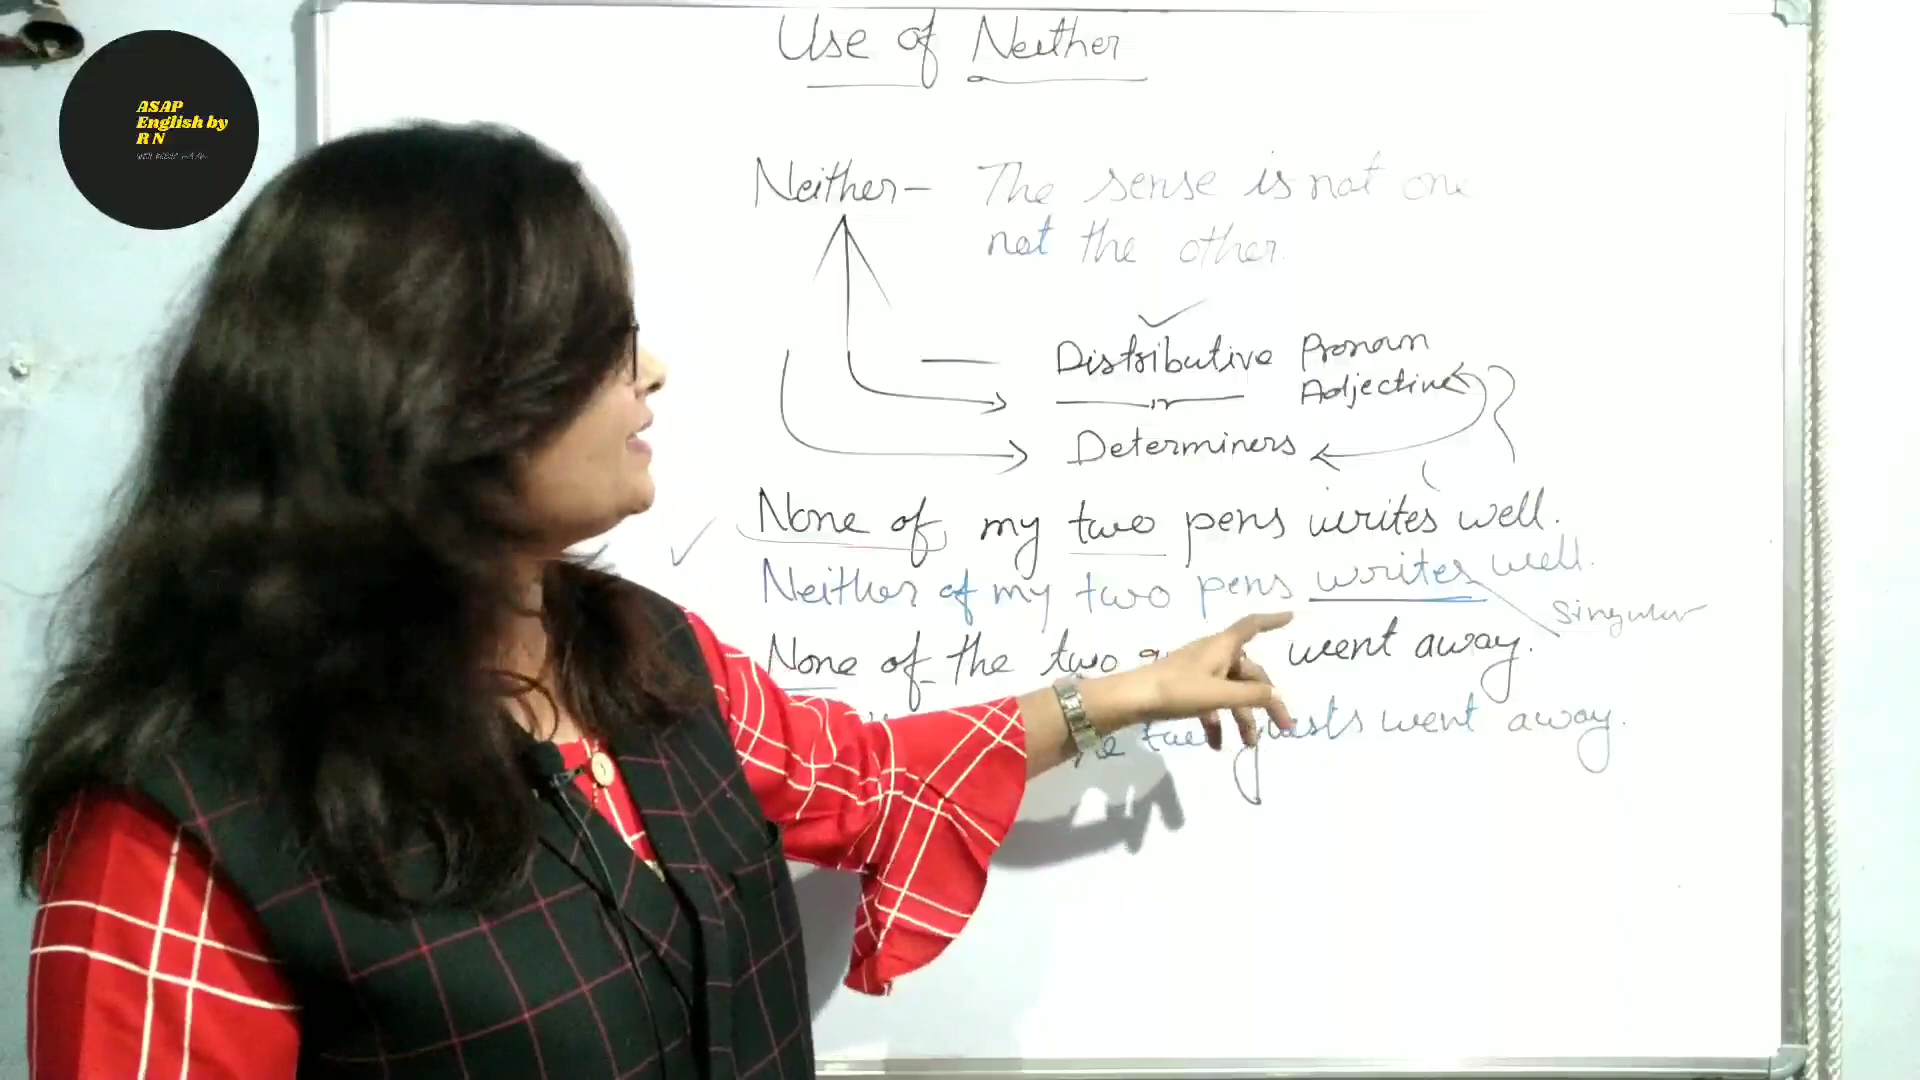 ASAP
English by
R N
Use of Neither
Neither - The sense is not one
not the other.
Distributive Pronoun
Adjective
or
Determiners
None of my two pens writes well.
Neither of my two pens writes well.
Singular
None of the two went away.
guests went away.